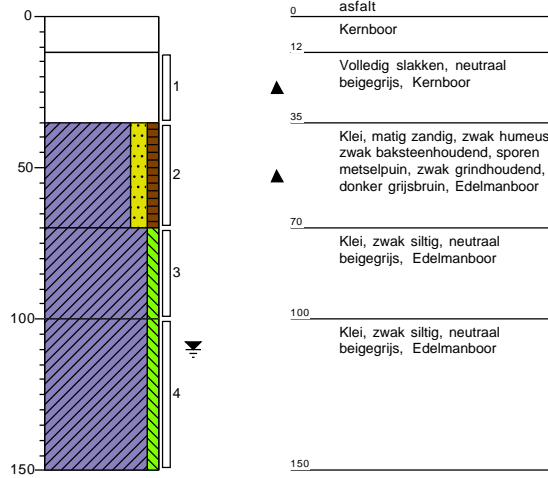 0
50
100
150
1
2
3
4
0
asfalt
Kernboor
12
Volledig slakken, neutraal
beigegrijs, Kernboor
35
Klei, matig zandig, zwak humeus
zwak baksteenhoudend, sporen
metselpuin, zwak grindhoudend,
donker grijsbruin, Edelmanboor
70
Klei, zwak siltig, neutraal
beigegrijs, Edelmanboor
100
Klei, zwak siltig, neutraal
beigegrijs, Edelmanboor
150